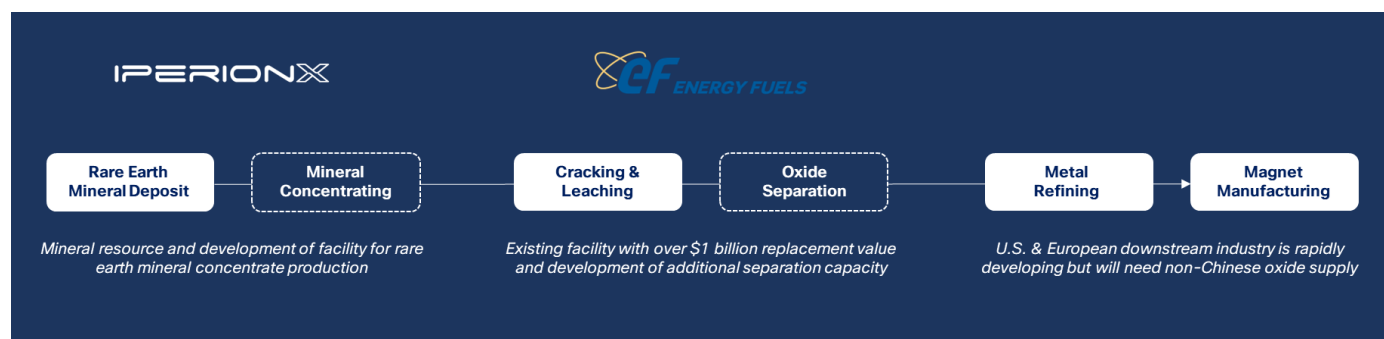 IPERIONX
ef ENERGY FUELS
Rare Earth
Mineral Deposit
Mineral
Concentrating
Cracking &
Leaching
Oxide
Separation
Metal
Refining
Magnet
Manufacturing
Mineral resource and development of facility for rare
earth mineral concentrate production
Existing facility with over $1 billion replacement value
and development of additional separation capacity
U.S. & European downstream industry is rapidly
developing but will need non-Chinese oxide supply